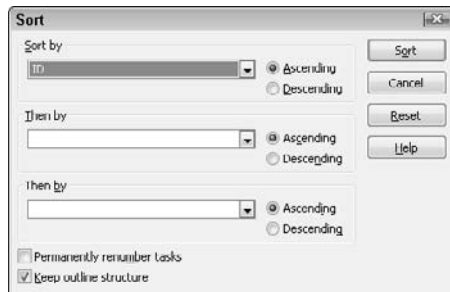 Sort
Sort by
ID
Ascending
Descending
Then by
Ascending
Descending
Then by
Ascending
Descending
Permanently renumber tasks
Keep outline structure
Sort
Cancel
Reset
Help